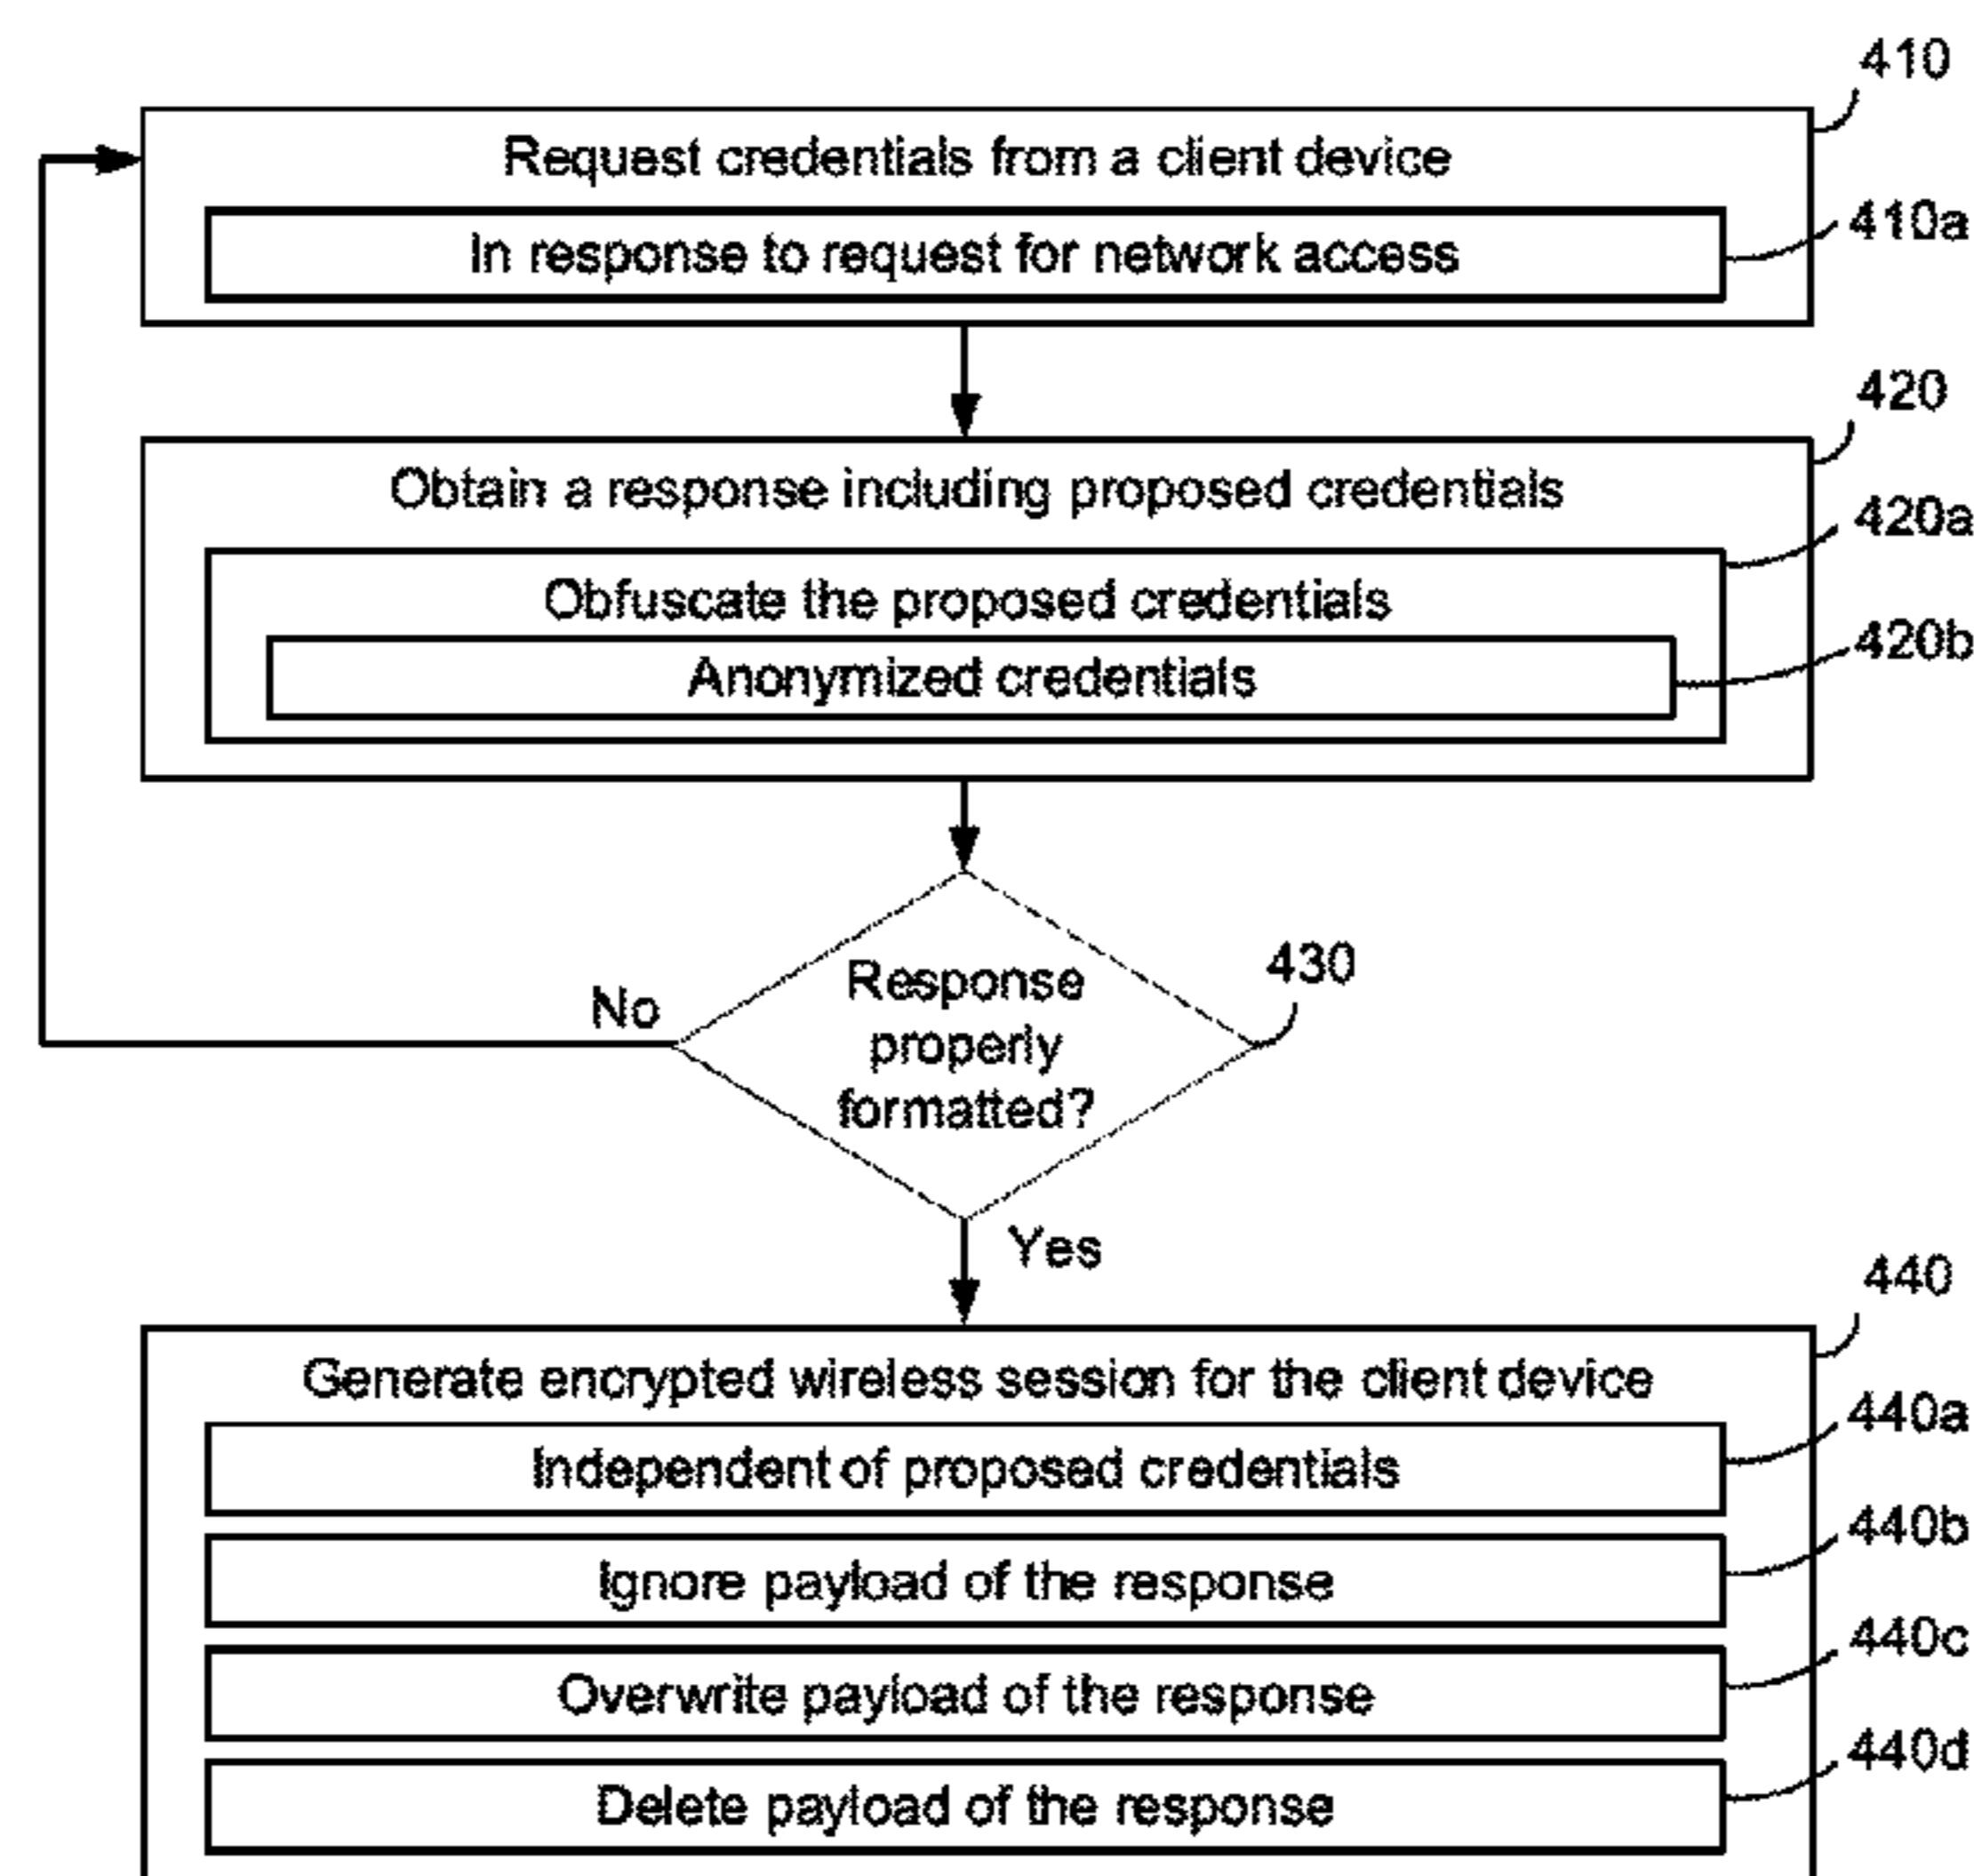 410
Request credentials from a client device
410a
In response to request for network access
420
Obtain a response including proposed credentials
420a
Obfuscate the proposed credentials
420b
Anonymized credentials
430
Response
properly
formatted?
No
Yes
440
Generate encrypted wireless session for the client device
440a
Independent of proposed credentials
440b
Ignore payload of the response
440c
Overwrite payload of the response
440d
Delete payload of the response